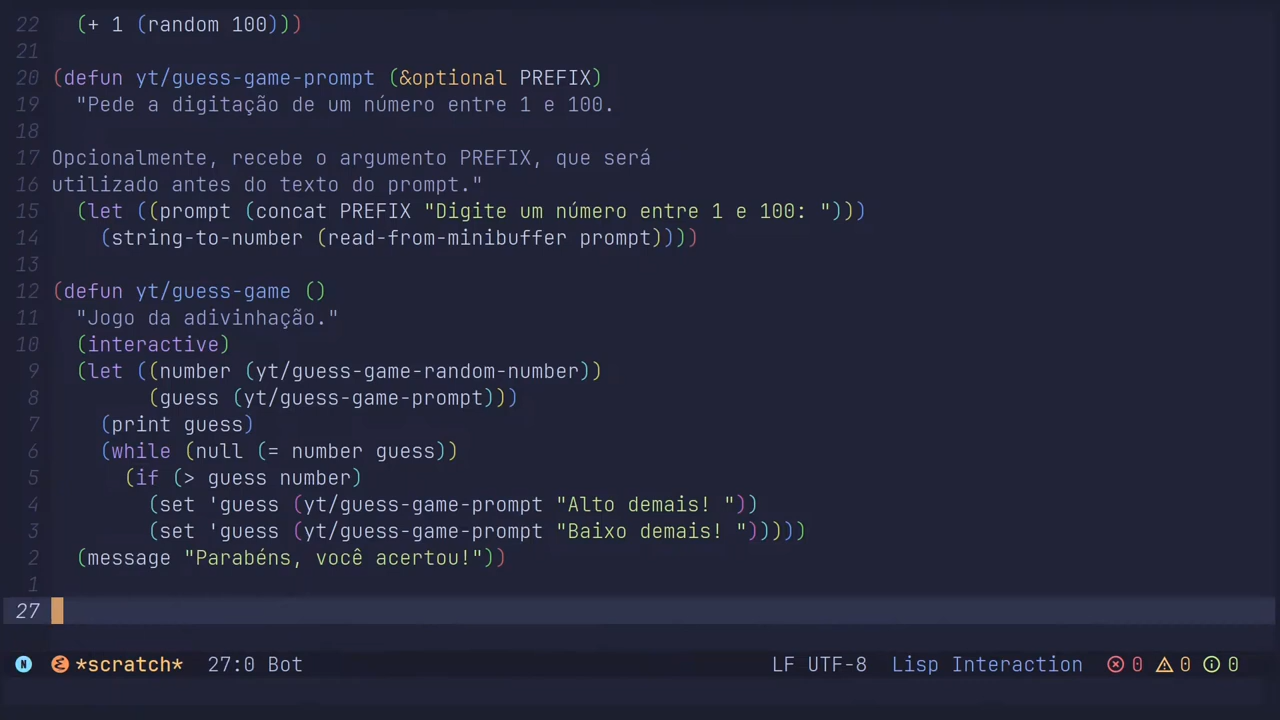 22   (+ 1 (random 100)))
21
20 (defun yt/guess-game-prompt (&optional PREFIX)
19   "Pede a digitação de um número entre 1 e 100.
18
17 Opcionalmente, recebe o argumento PREFIX, que será
16 utilizado antes do texto do prompt."
15   (let ((prompt (concat PREFIX "Digite um número entre 1 e 100: ")))
14     (string-to-number (read-from-minibuffer prompt))))
13
12 (defun yt/guess-game ()
11   "Jogo da adivinhação."
10   (interactive)
9   (let ((number (yt/guess-game-random-number))
8         (guess (yt/guess-game-prompt)))
7     (print guess)
6     (while (null (= number guess))
5       (if (> guess number)
4         (set 'guess (yt/guess-game-prompt "Alto demais! "))
3         (set 'guess (yt/guess-game-prompt "Baixo demais! ")))))
2   (message "Parabéns, você acertou!"))
1
27
N *scratch* 27:0 Bot LF UTF-8 Lisp Interaction 0 0 0